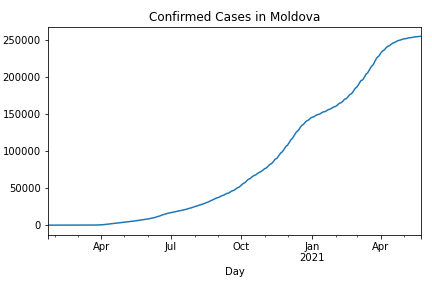 Confirmed Cases in Moldova
250000
200000
150000
100000
50000
0
Apr
Jul
Oct
Jan
2021
Apr
Day